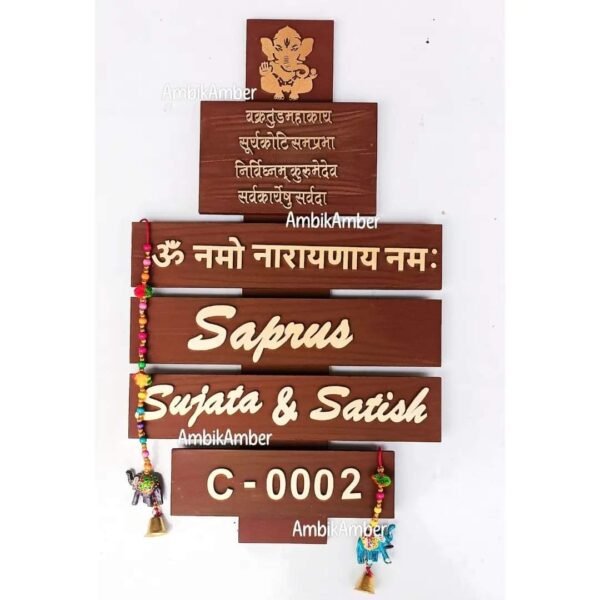 AmbikAmber
वक्रतुंडमहाकाय
सूर्यकोटि समप्रभा
निर्विघ्नम् कुरुमेदेव
सर्वकार्येषु सर्वदा
AmbikAmber
ॐ नमो नारायणाय नमः
Saprus
Sujata & Satish
AmbikAmber
C-0002
AmbikAmber